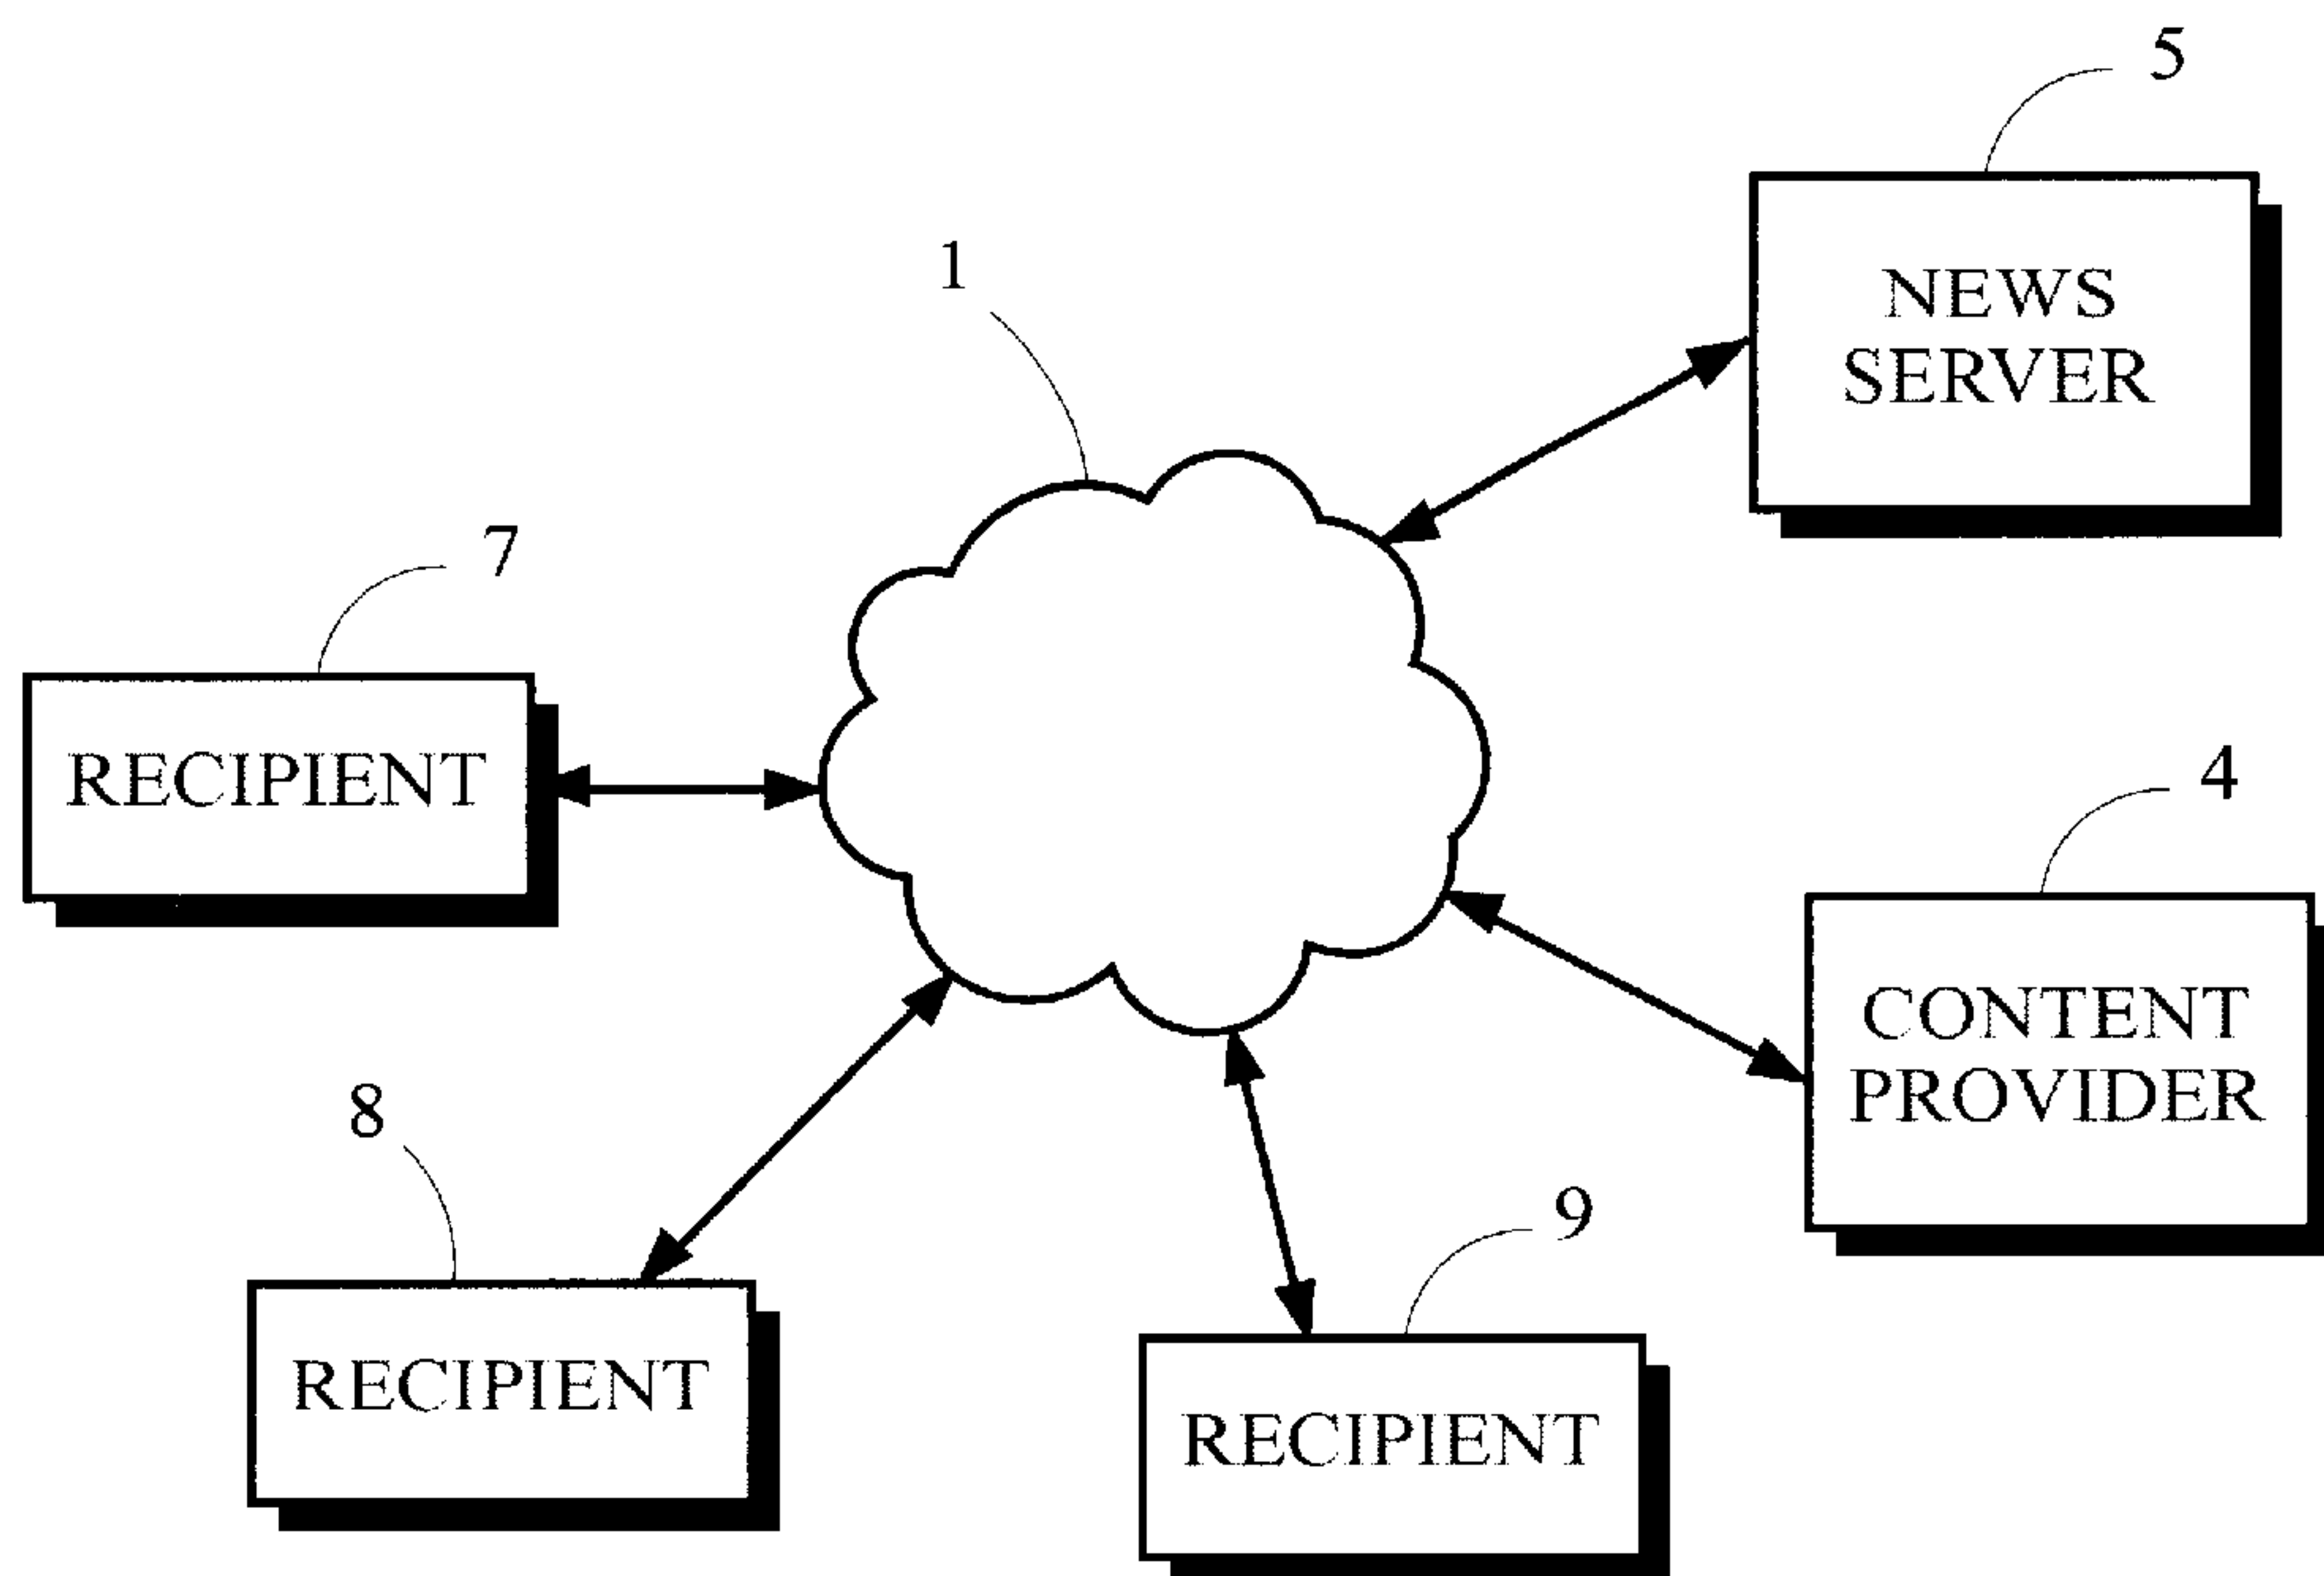 5
NEWS
SERVER
1
7
RECIPIENT
4
CONTENT
PROVIDER
8
RECIPIENT
9
RECIPIENT